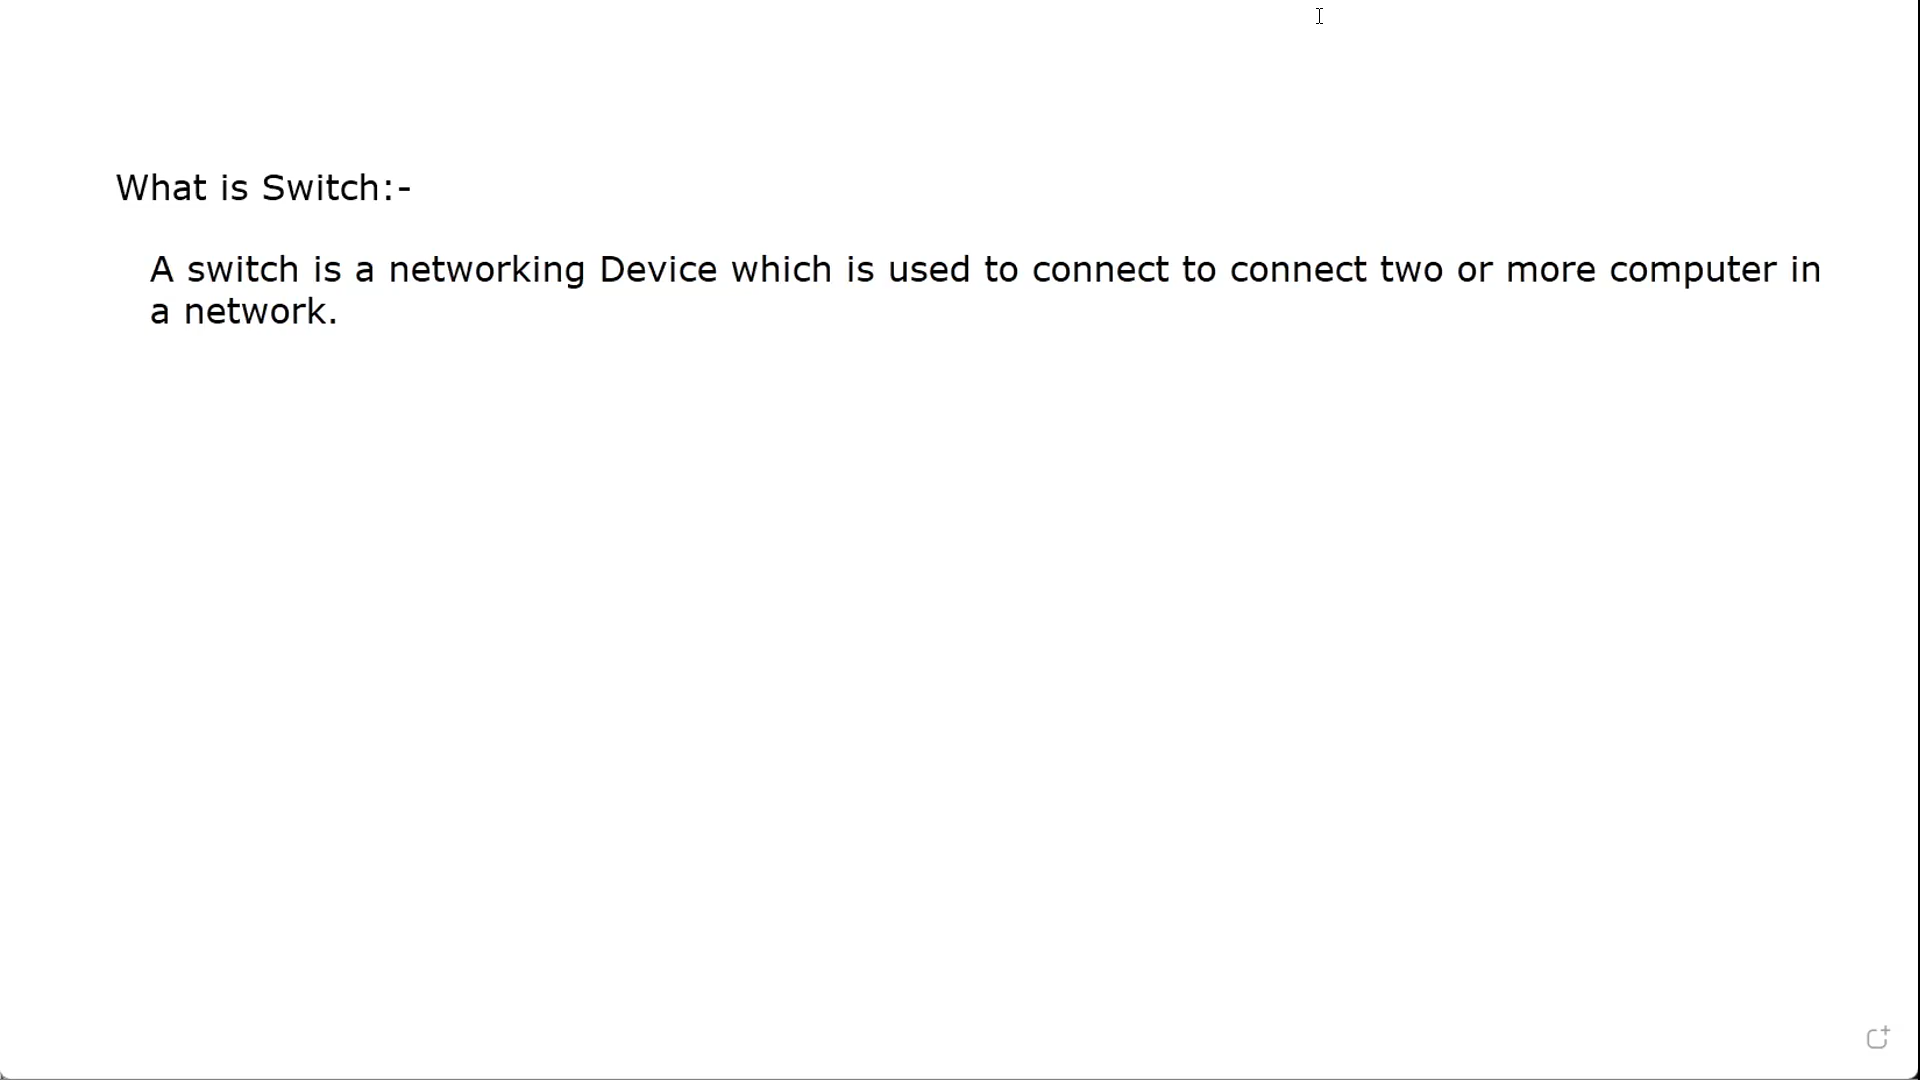 What is Switch:-
A switch is a networking Device which is used to connect to connect two or more computer in
a network.